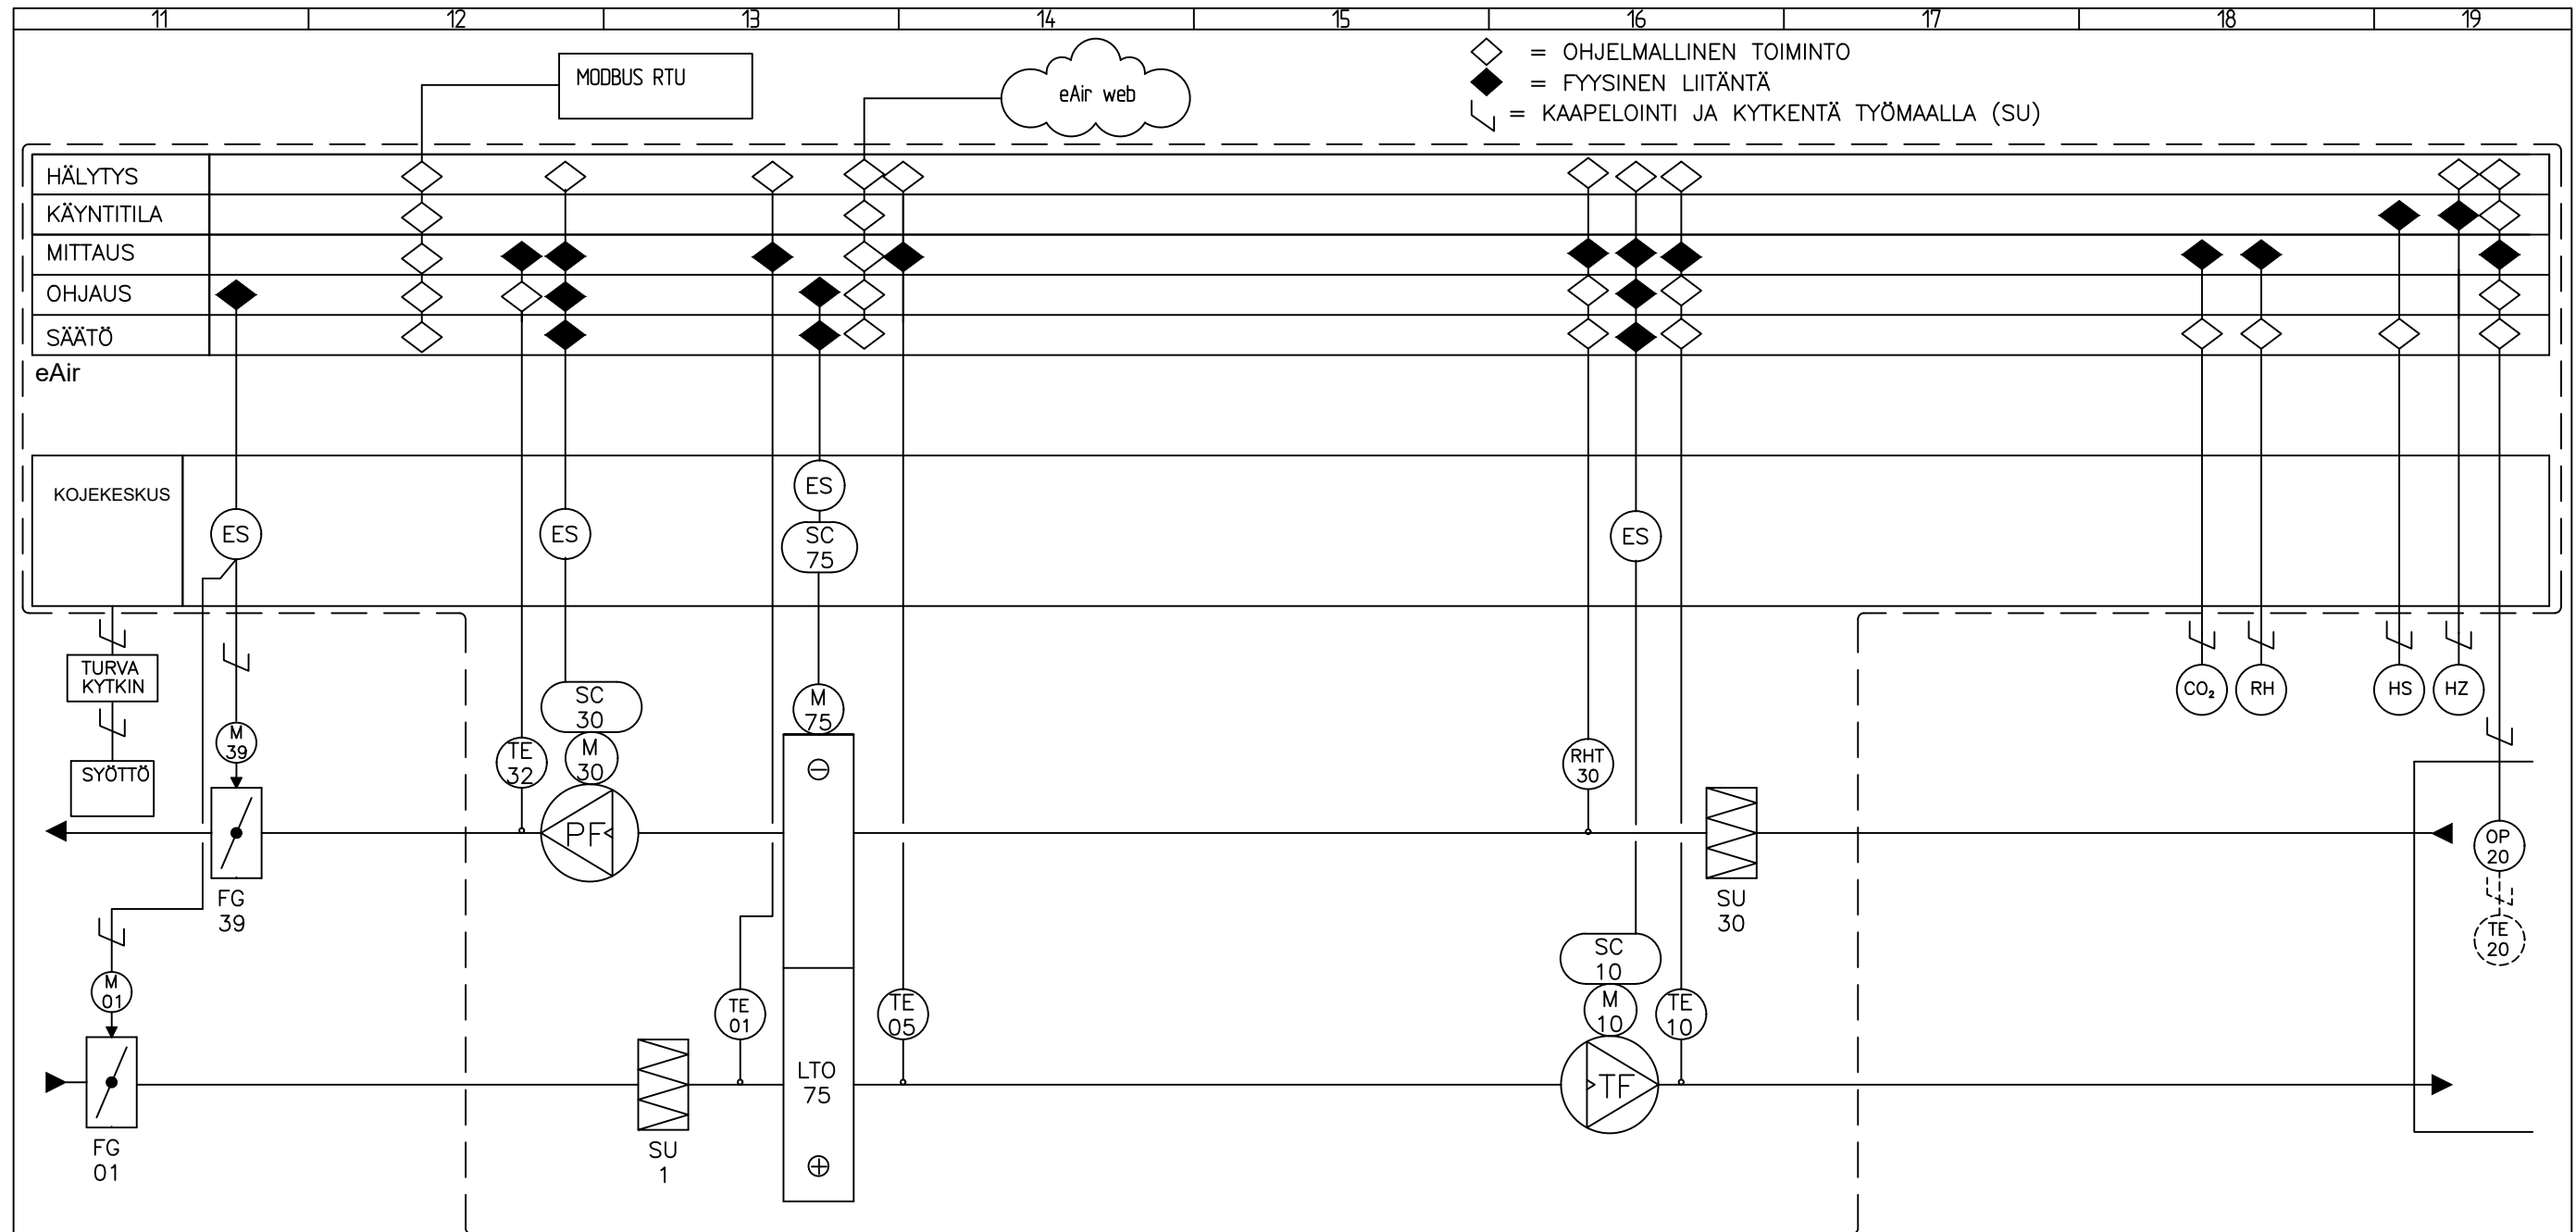 11 12 13 14 15 16 17 18 19
MODBUS RTU
eAir web
= OHJELMALLINEN TOIMINTO
= FYYSINEN LIITÄNTÄ
= KAAPELOINTI JA KYTKENTÄ TYÖMAALLA (SU)
HÄLYTYS
KÄYNTITILA
MITTAUS
OHJAUS
SÄÄTÖ
eAir
KOJEKESKUS
ES
ES
ES
SC
75
ES
TURVA
KYTKIN
SYÖTTÖ
M
39
TE
32
SC
30
M
30
PF
M
75
RHT
30
CO₂
RH
HS
HZ
OP
20
TE
20
FG
39
SU
30
M
01
TE
01
TE
05
SC
10
M
10
TE
10
TF
LTO
75
FG
01
SU
1